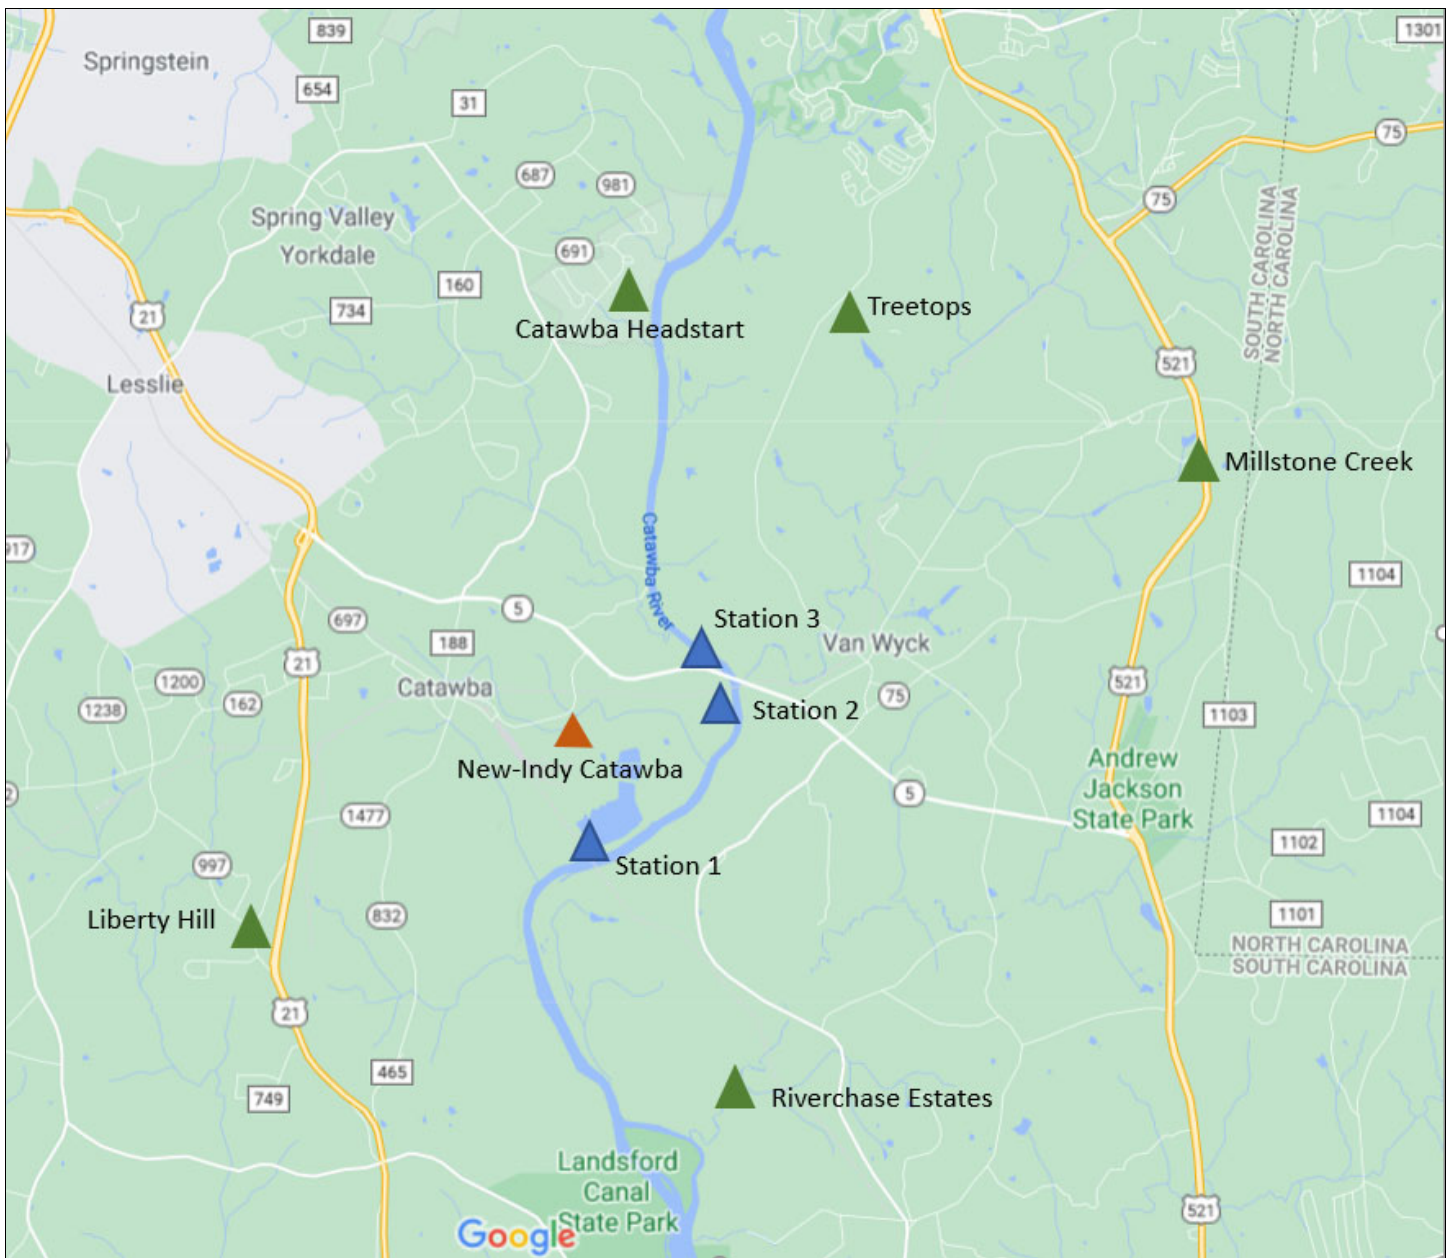 839
1301
Springstein
654
31
75
687
981
75
Spring Valley
Yorkdale
691
160
734
21
SOUTH CAROLINA
NORTH CAROLINA
Treetops
Catawba Headstart
521
Lesslie
Millstone Creek
917
Catawba River
1104
5
697
Station 3
188
Van Wyck
21
1200
Catawba
521
162
1238
Station 2
75
1103
New-Indy Catawba
Andrew
Jackson
State Park
5
2
1477
1104
1102
997
Station 1
Liberty Hill
832
1101
NORTH CAROLINA
SOUTH CAROLINA
21
465
749
Riverchase Estates
Landsford
Canal
State Park
Google
521